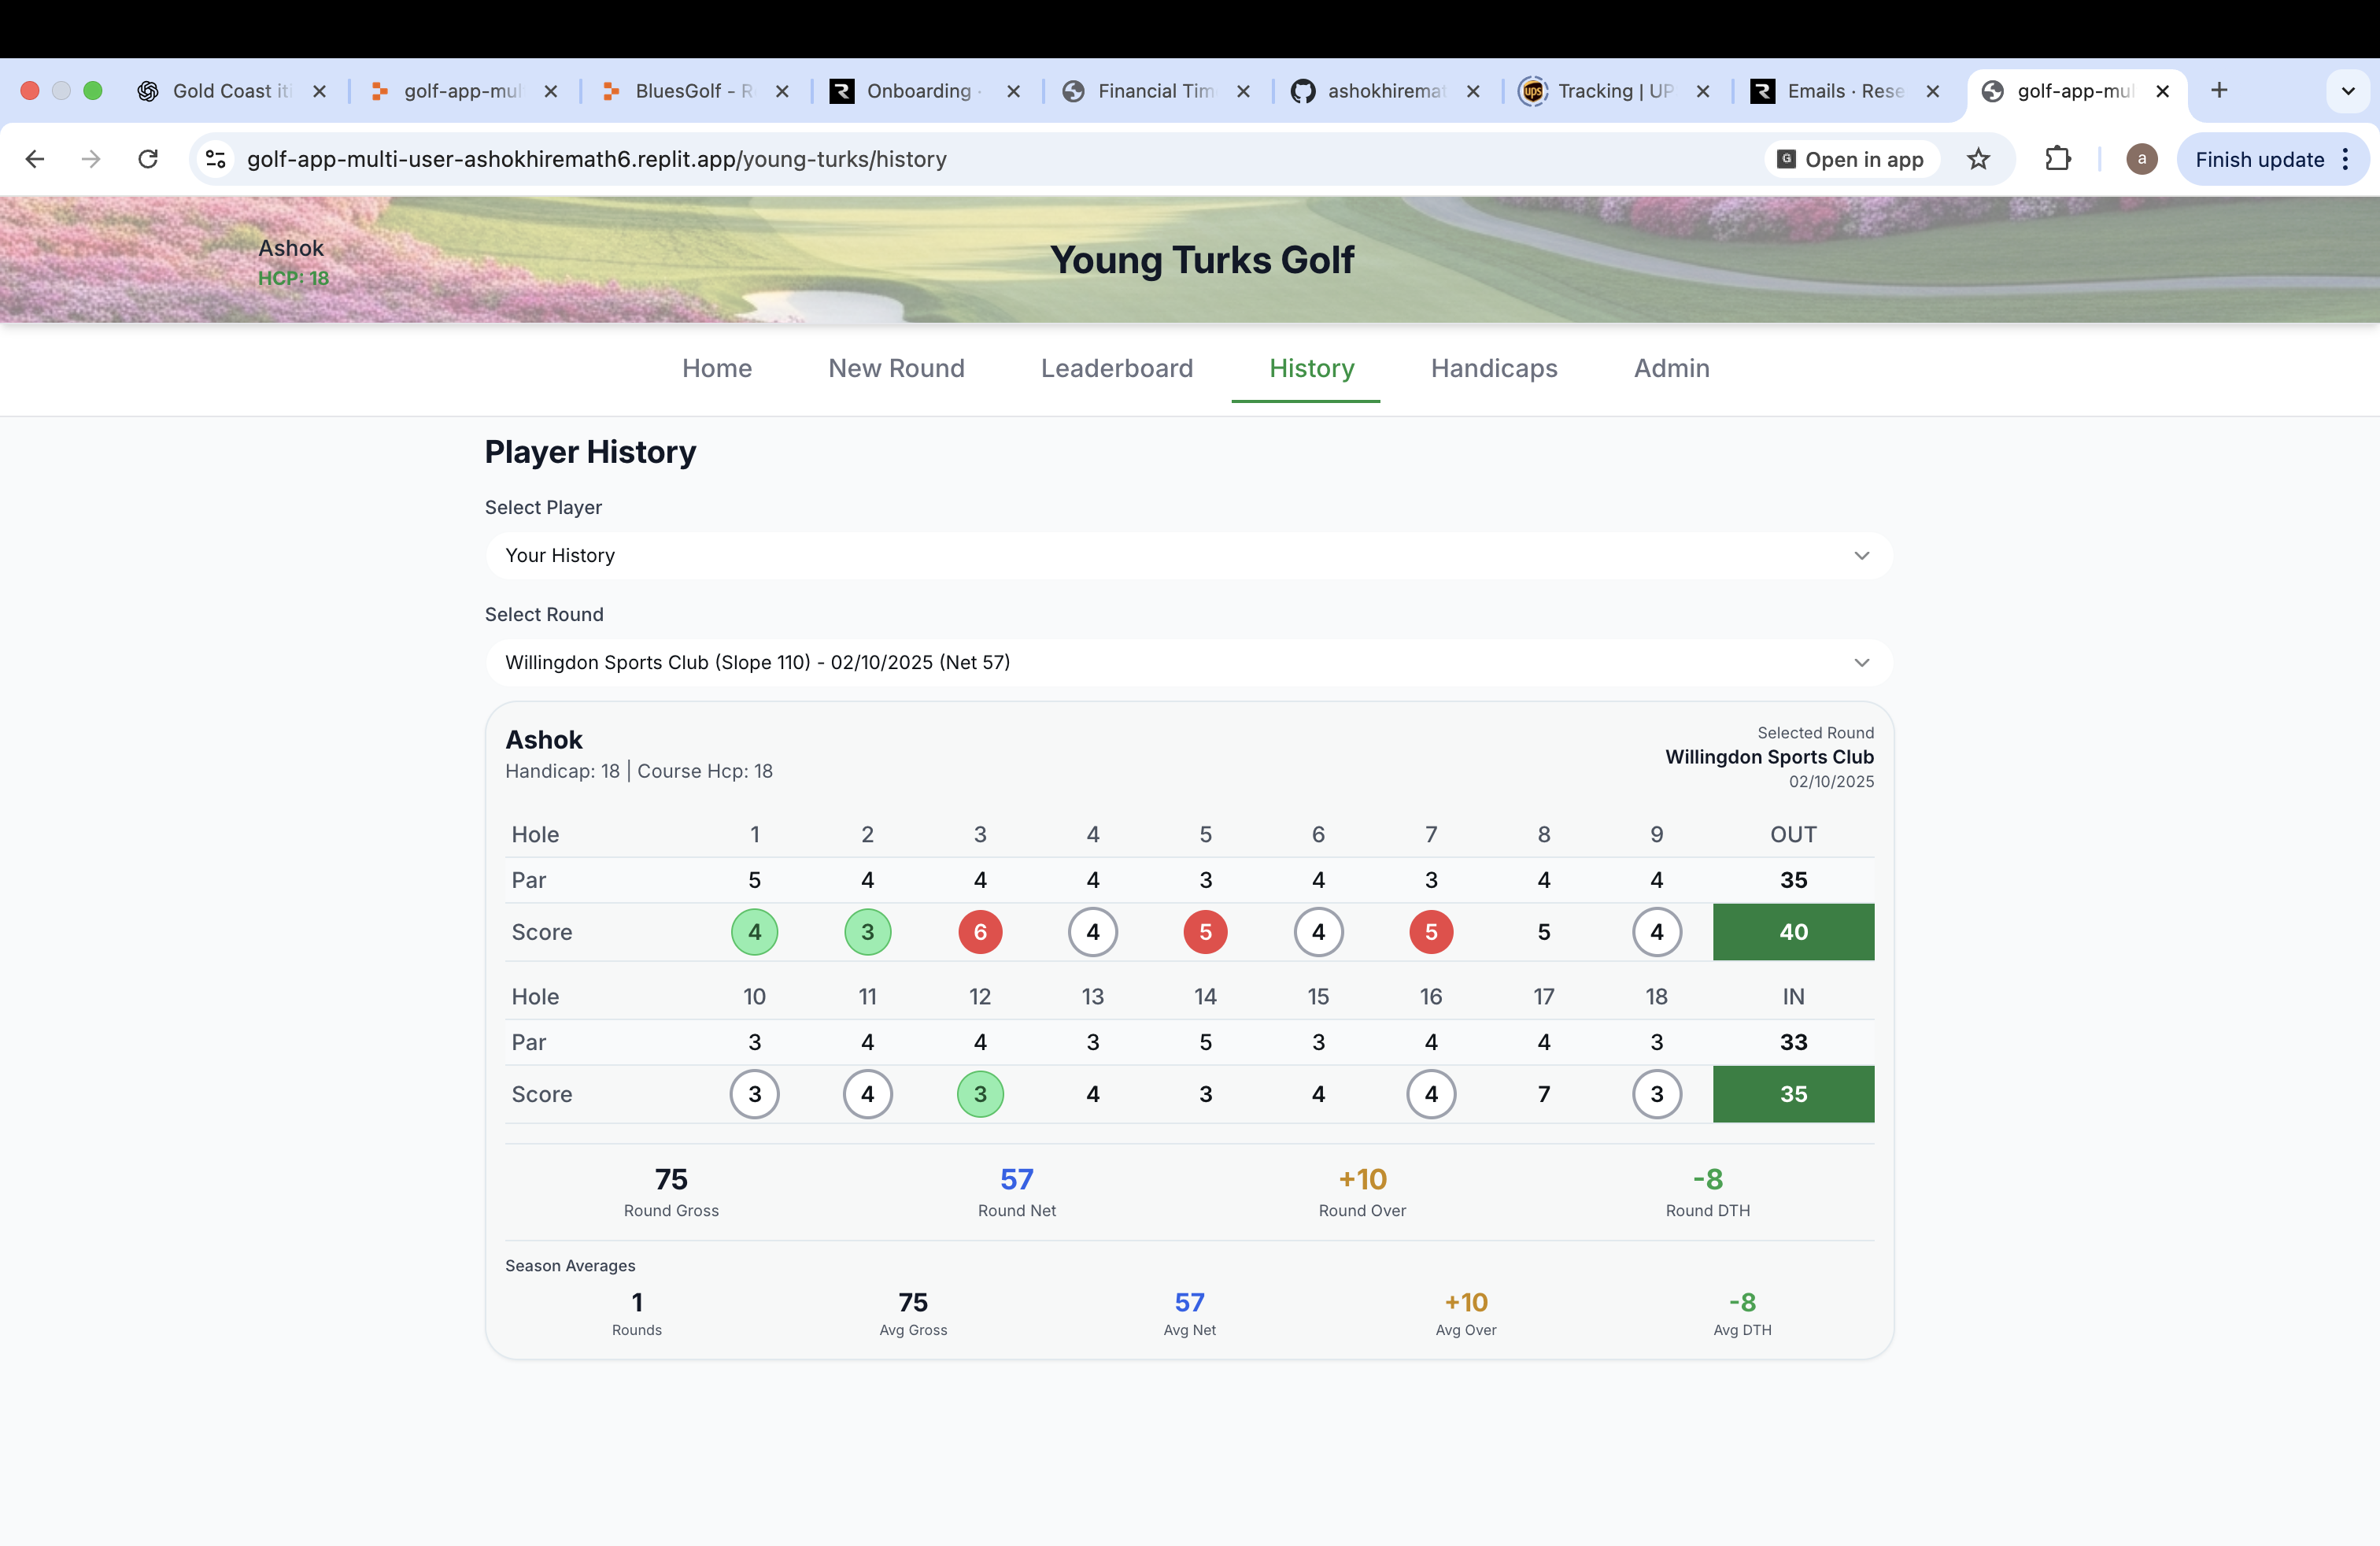 Gold Coast iti
golf-app-mul
BluesGolf - R
Onboarding ·
Financial Tim
ashokhiremat
ups
Tracking | UP
Emails · Rese
golf-app-mul
golf-app-multi-user-ashokhiremath6.replit.app/young-turks/history
G Open in app
a
Finish update
Ashok
HCP: 18
Young Turks Golf
Home New Round Leaderboard History Handicaps Admin
Player History
Select Player
Your History
Select Round
Willingdon Sports Club (Slope 110) - 02/10/2025 (Net 57)
Ashok
Handicap: 18 | Course Hcp: 18
Selected Round
Willingdon Sports Club
02/10/2025
Hole 1 2 3 4 5 6 7 8 9 OUT
Par 5 4 4 4 3 4 3 4 4 35
Score 4 3 6 4 5 4 5 5 4 40
Hole 10 11 12 13 14 15 16 17 18 IN
Par 3 4 4 3 5 3 4 4 3 33
Score 3 4 3 4 3 4 4 7 3 35
75 57 +10 -8
Round Gross Round Net Round Over Round DTH
Season Averages
1 75 57 +10 -8
Rounds Avg Gross Avg Net Avg Over Avg DTH